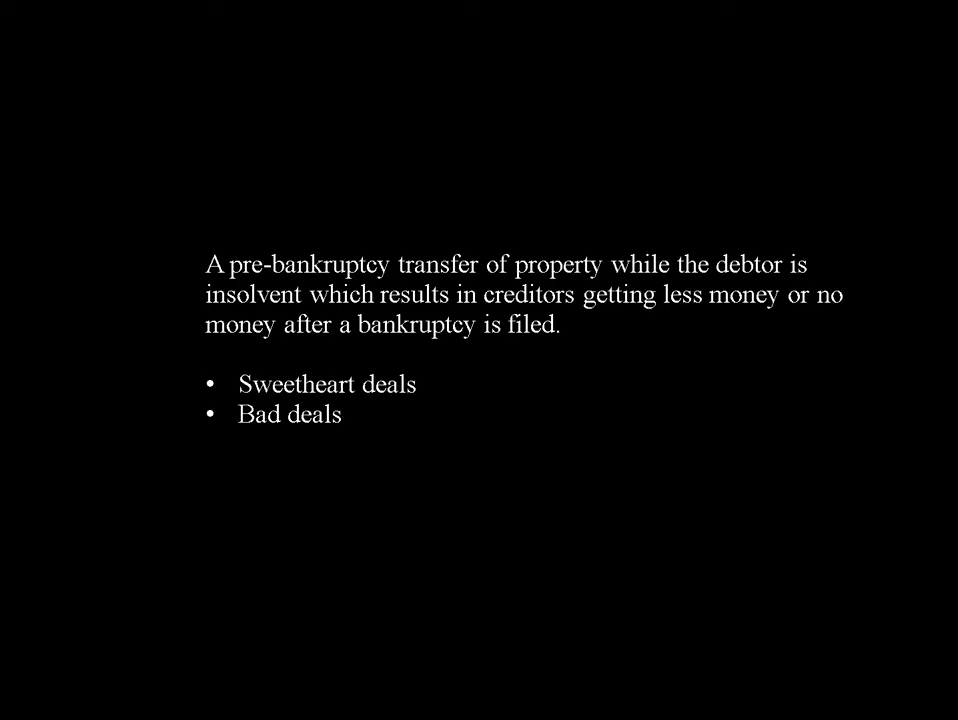 A pre-bankruptcy transfer of property while the debtor is
insolvent which results in creditors getting less money or no
money after a bankruptcy is filed.
• Sweetheart deals
• Bad deals